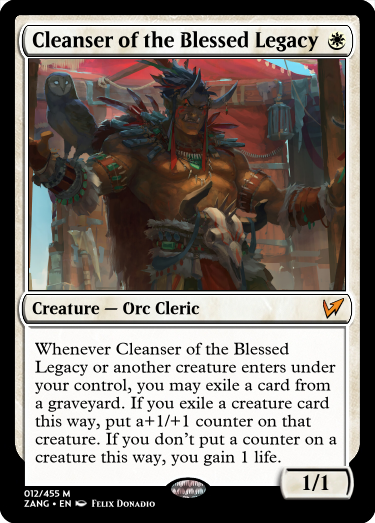 Cleanser of the Blessed Legacy
Creature — Orc Cleric
Whenever Cleanser of the Blessed
Legacy or another creature enters under
your control, you may exile a card from
a graveyard. If you exile a creature card
this way, put a+1/+1 counter on that
creature. If you don't put a counter on a
creature this way, you gain 1 life.
1/1
012/455 M
ZANG • EN Felix Donadio